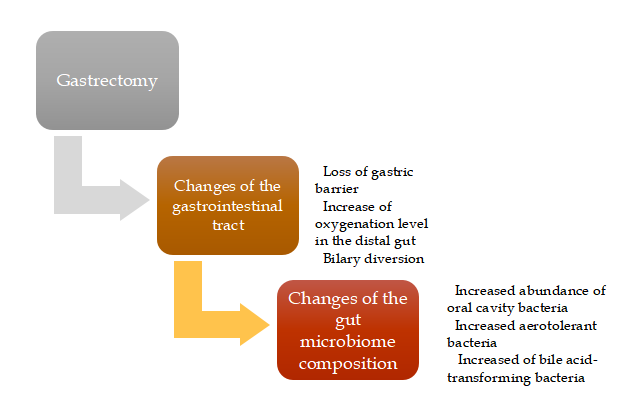 Gastrectomy
Changes of the
gastrointestinal
tract
Loss of gastric
barrier
Increase of
oxygenation level
in the distal gut
Bilary diversion
Changes of the
gut
microbiome
composition
Increased abundance of
oral cavity bacteria
Increased aerotolerant
bacteria
Increased of bile acid-
transforming bacteria